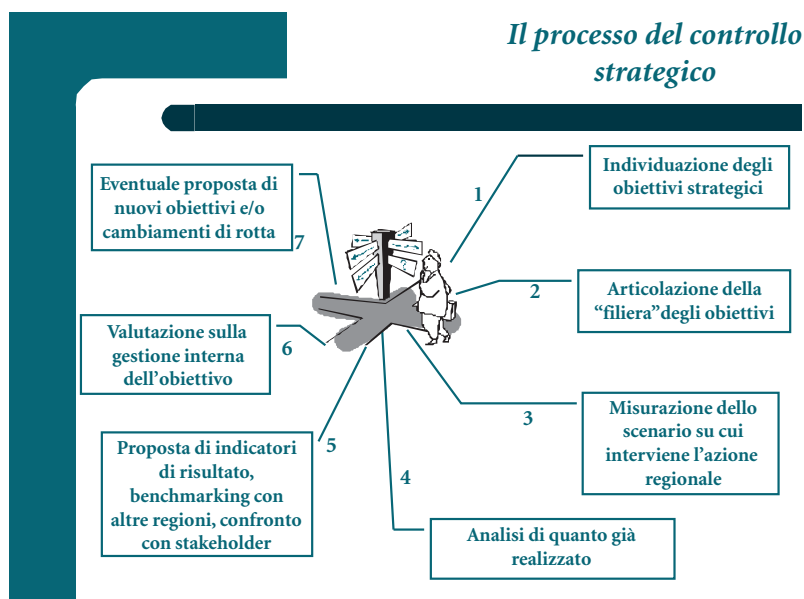 Il processo del controllo
strategico
1
Individuazione degli
obiettivi strategici
2
Articolazione della
“filiera”degli obiettivi
3
Misurazione dello
scenario su cui
interviene l’azione
regionale
4
Analisi di quanto già
realizzato
5
Proposta di indicatori
di risultato,
benchmarking con
altre regioni, confronto
con stakeholder
6
Valutazione sulla
gestione interna
dell’obiettivo
7
Eventuale proposta di
nuovi obiettivi e/o
cambiamenti di rotta
?